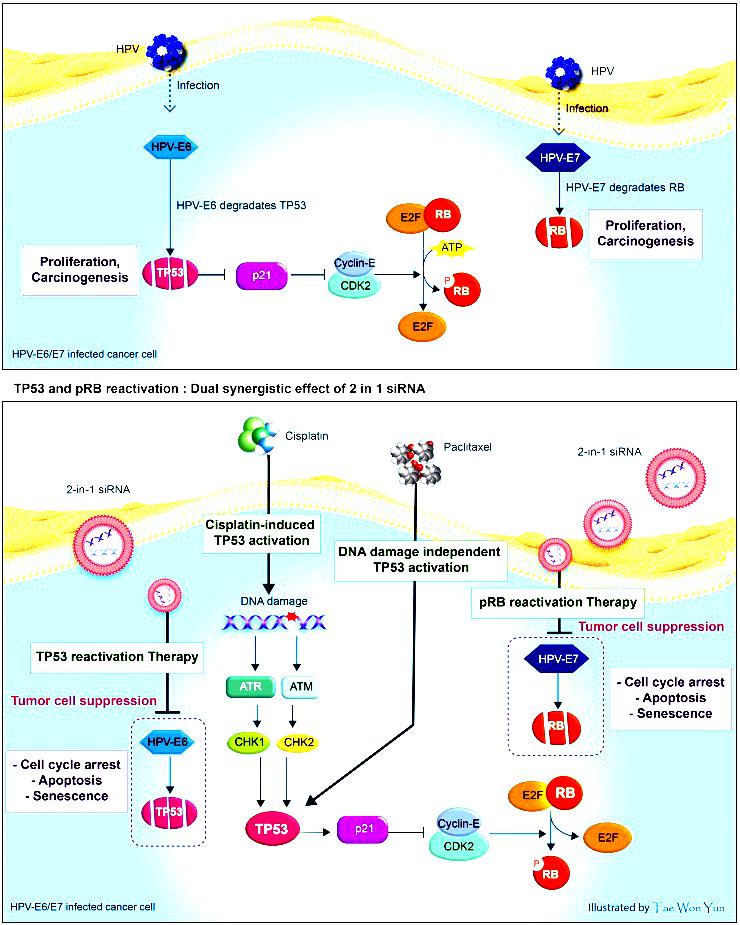 HPV
Infection
HPV-E6
HPV-E6 degrades TP53
Proliferation,
Carcinogenesis
TP53
p21
Cyclin-E
CDK2
E2F
RB
ATP
P
RB
E2F
HPV
Infection
HPV-E7
HPV-E7 degrades RB
RB
Proliferation,
Carcinogenesis
HPV-E6/E7 infected cancer cell
TP53 and pRB reactivation : Dual synergistic effect of 2 in 1 siRNA
2-in-1 siRNA
TP53 reactivation Therapy
Tumor cell suppression
HPV-E6
TP53
- Cell cycle arrest
- Apoptosis
- Senescence
Cisplatin
Cisplatin-induced
TP53 activation
DNA damage
ATR
ATM
CHK1
CHK2
TP53
p21
Cyclin-E
CDK2
E2F
RB
E2F
P
RB
Paclitaxel
DNA damage independent
TP53 activation
2-in-1 siRNA
pRB reactivation Therapy
Tumor cell suppression
HPV-E7
RB
- Cell cycle arrest
- Apoptosis
- Senescence
HPV-E6/E7 infected cancer cell
Illustrated by Tae Won Yun